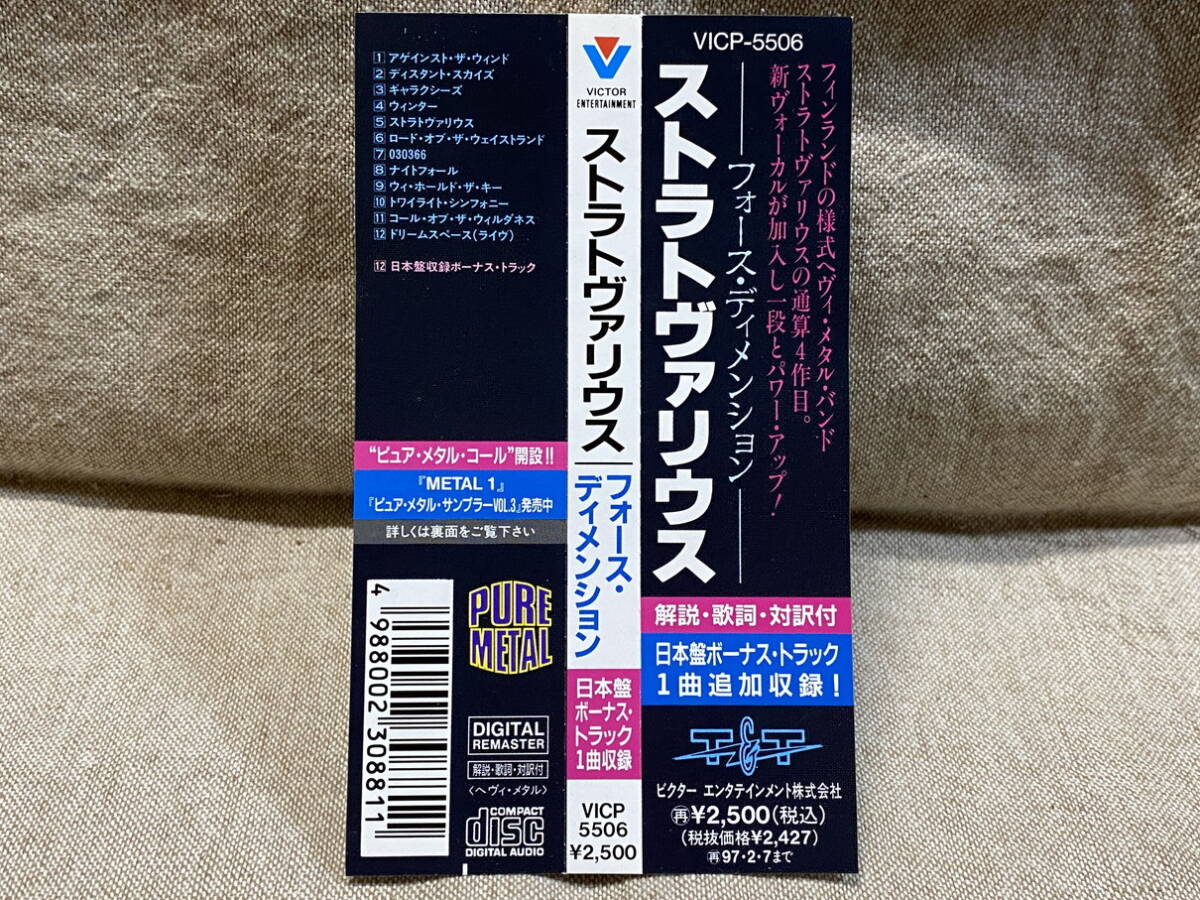 1 アゲインスト・ザ・ウィンド
2 ディスタント・スカイズ
3 ギャラクシーズ
4 ウィンター
5 ストラトヴァリウス
6 ロード・オブ・ザ・ウェイストランド
7 030366
8 ナイトフォール
9 ウィ・ホールド・ザ・キー
10 トワイライト・シンフォニー
11 コール・オブ・ザ・ウィルダネス
12 ドリームスペース(ライヴ)
12 日本盤収録ボーナス・トラック
“ピュア・メタル・コール”開設!!
『METAL 1』
『ピュア・メタル・サンプラーVOL.3』発売中
詳しくは裏面をご覧下さい
4 988002 308811
PURE
METAL
DIGITAL
REMASTER
解説・歌詞・対訳付
〈ヘヴィ・メタル〉
COMPACT
disc
DIGITAL AUDIO
VICTOR
ENTERTAINMENT
ストラトヴァリウス
フォース・
ディメンション
日本盤
ボーナス・
トラック
1曲収録
VICP
5506
¥2,500
VICP-5506
フィンランドの様式ヘヴィ・メタル・バンド
ストラトヴァリウスの通算4作目。
新ヴォーカルが加入し一段とパワー・アップ!
フォース・ディメンション
ストラトヴァリウス
解説・歌詞・対訳付
日本盤ボーナス・トラック
1曲追加収録!
T&T
ビクター エンタテインメント株式会社
再¥2,500(税込)
(税抜価格¥2,427)
再97・2・7まで